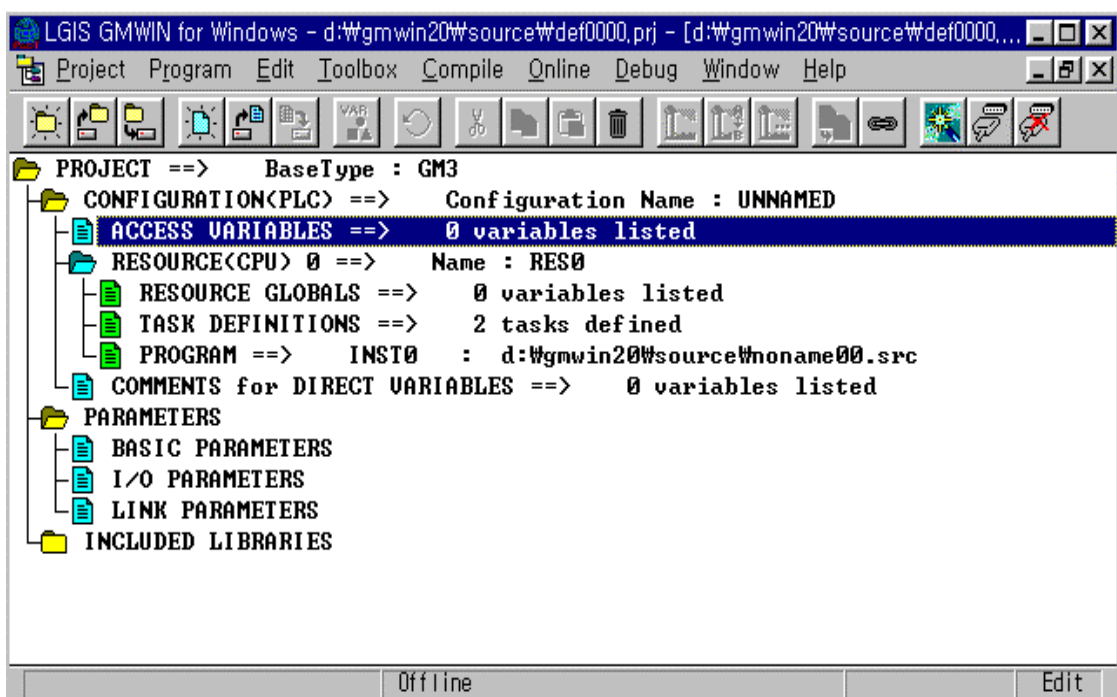 LGIS GMWIN for Windows - d:₩gmwin20₩source₩def0000.prj - [d:₩gmwin20₩source₩def0000,...
Project Program Edit Toolbox Compile Online Debug Window Help
VAR
PROJECT ==> BaseType : GM3
CONFIGURATION(PLC) ==> Configuration Name : UNNAMED
ACCESS VARIABLES ==> 0 variables listed
RESOURCE(CPU) 0 ==> Name : RES0
RESOURCE GLOBALS ==> 0 variables listed
TASK DEFINITIONS ==> 2 tasks defined
PROGRAM ==> INST0 : d:₩gmwin20₩source₩noname00.src
COMMENTS for DIRECT VARIABLES ==> 0 variables listed
PARAMETERS
BASIC PARAMETERS
I/O PARAMETERS
LINK PARAMETERS
INCLUDED LIBRARIES
Offline Edit